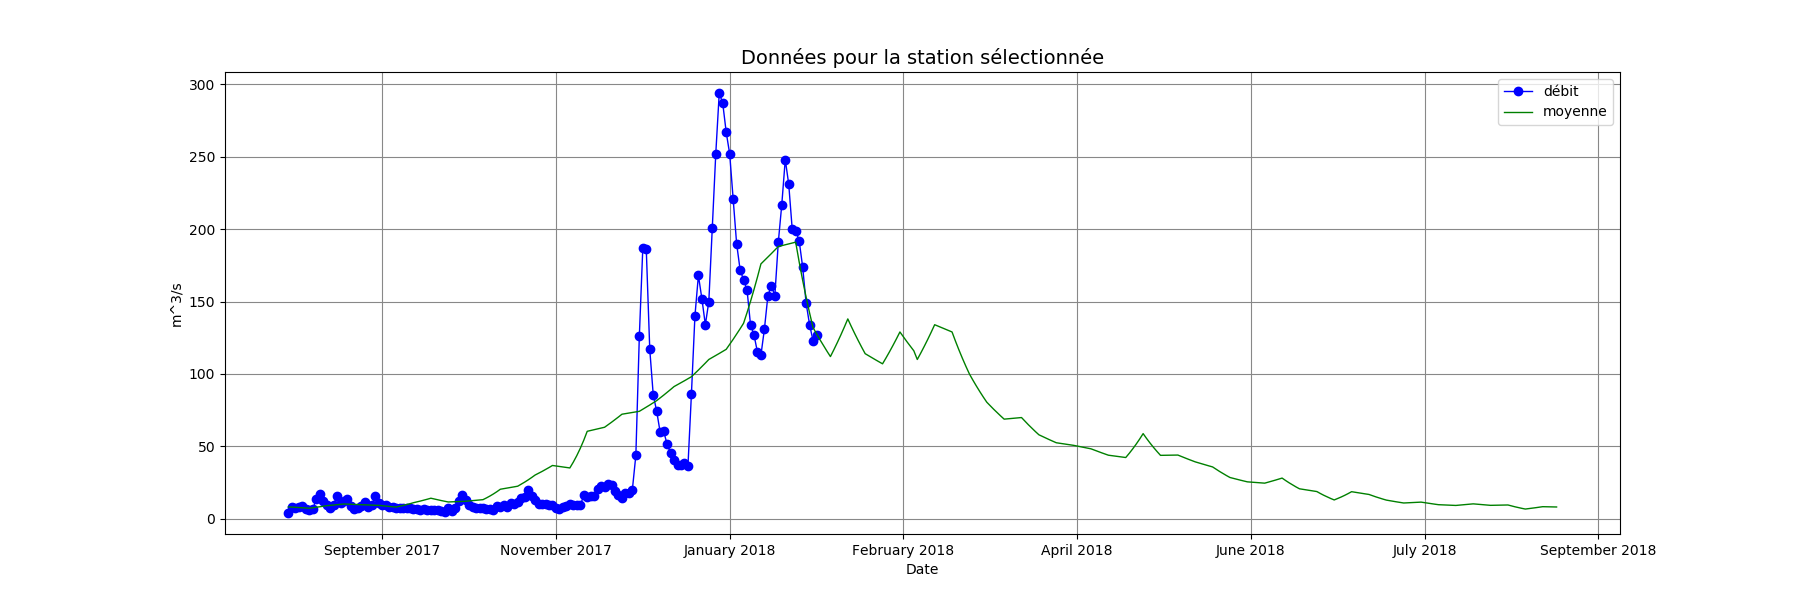 Données pour la station sélectionnée
m^3/s
300
250
200
150
100
50
0
débit
moyenne
September 2017
November 2017
January 2018
February 2018
April 2018
June 2018
July 2018
September 2018
Date